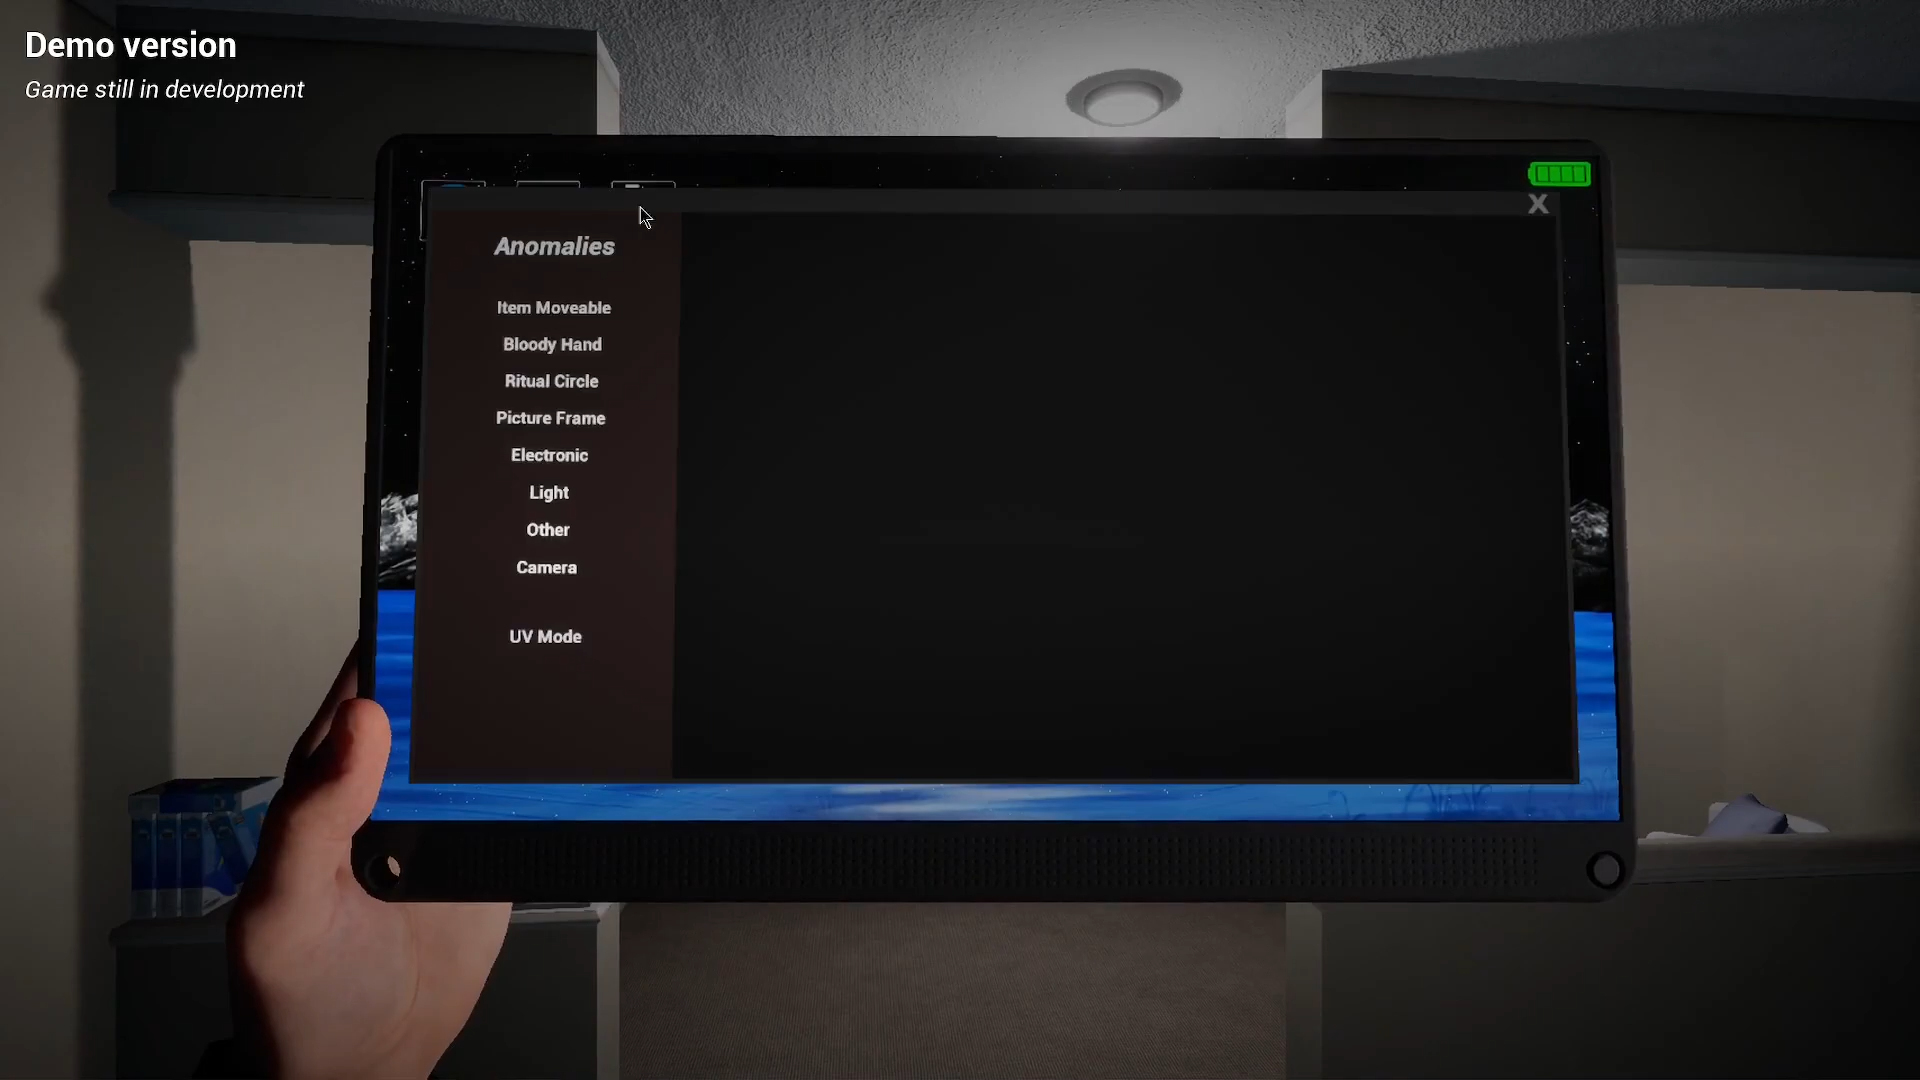 Demo version
Game still in development
X
Anomalies
Item Moveable
Bloody Hand
Ritual Circle
Picture Frame
Electronic
Light
Other
Camera
UV Mode